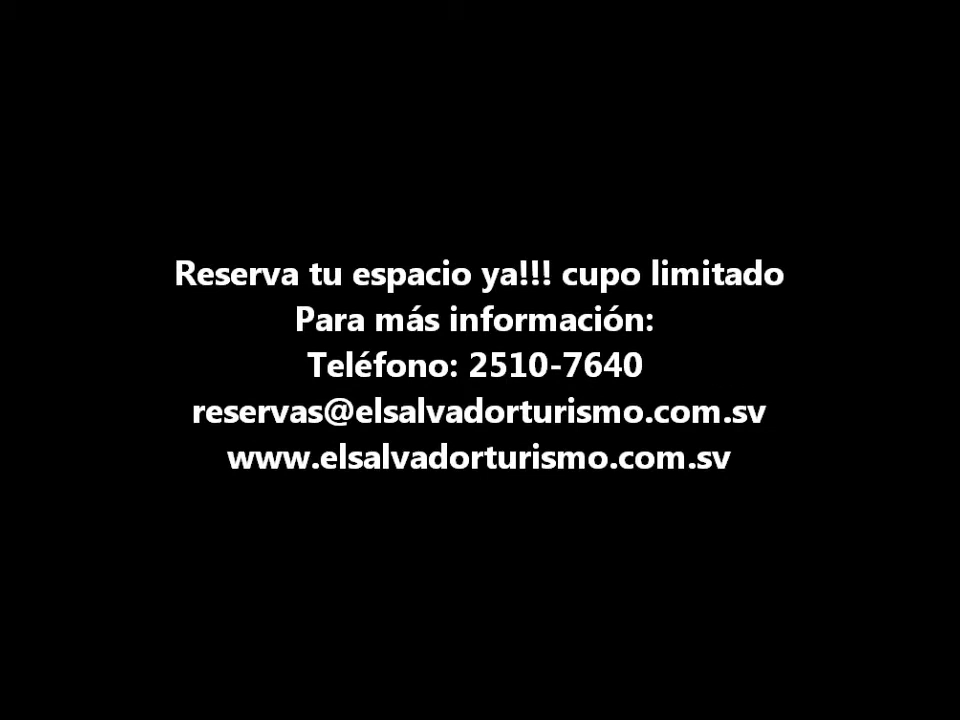 Reserva tu espacio ya!!! cupo limitado
Para más información:
Teléfono: 2510-7640
reservas@elsalvadorturismo.com.sv
www.elsalvadorturismo.com.sv